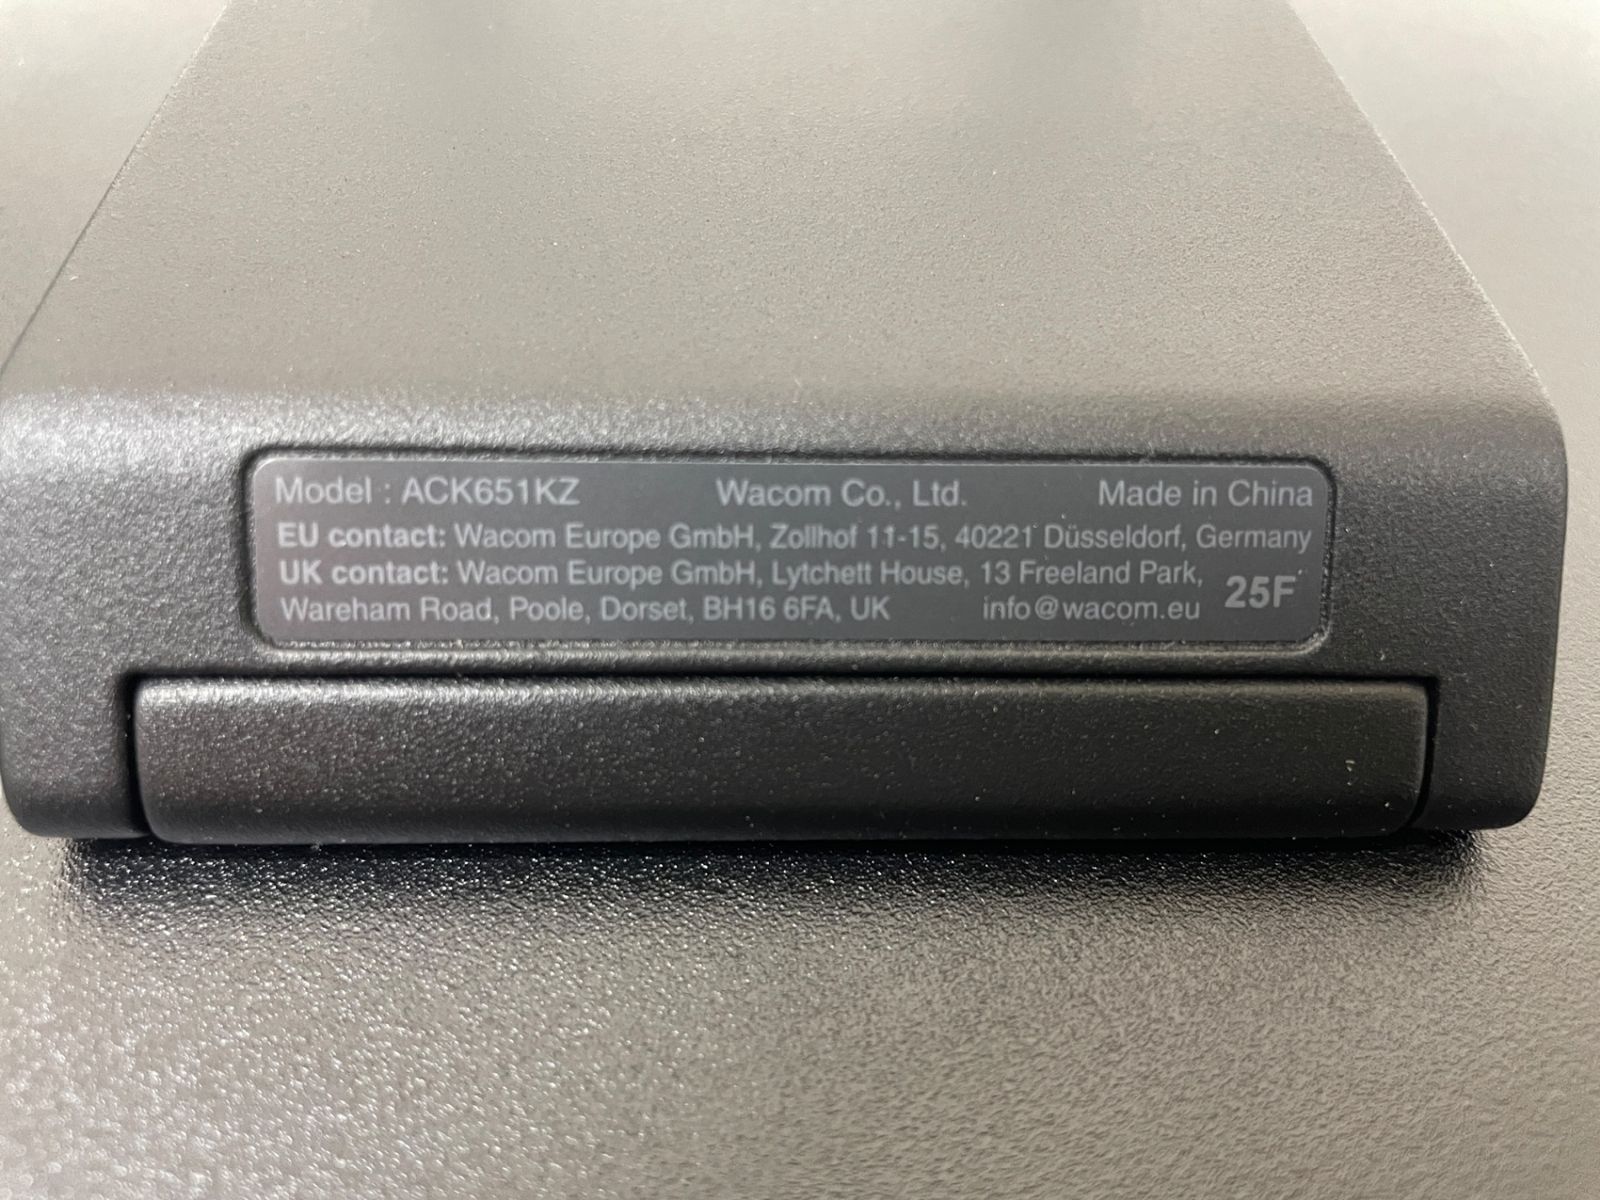 Model : ACK651KZ Wacom Co., Ltd. Made in China
EU contact: Wacom Europe GmbH, Zollhof 11-15, 40221 Düsseldorf, Germany
UK contact: Wacom Europe GmbH, Lytchett House, 13 Freeland Park,
Wareham Road, Poole, Dorset, BH16 6FA, UK info@wacom.eu 25F